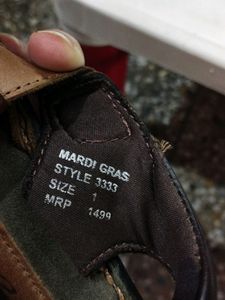 MARDI GRAS
STYLE 3333
SIZE 1
MRP 1499